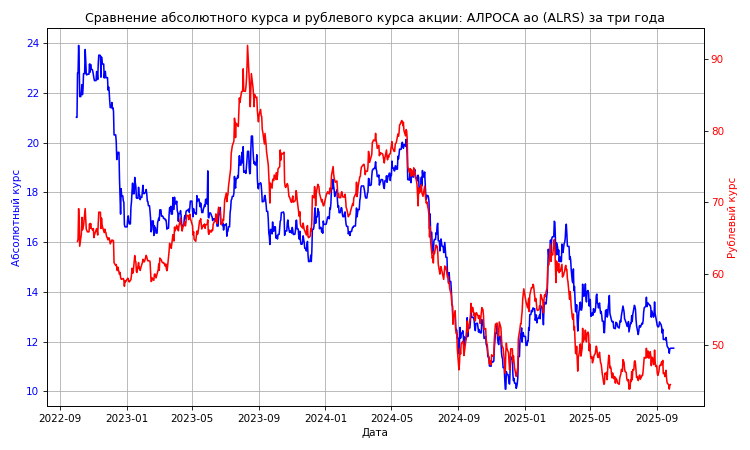 Сравнение абсолютного курса и рублевого курса акции: АЛРОСА ао (ALRS) за три года
24
22
20
18
16
14
12
10
Абсолютный курс
90
80
70
60
50
Рублевый курс
2022-09 2023-01 2023-05 2023-09 2024-01 2024-05 2024-09 2025-01 2025-05 2025-09
Дата